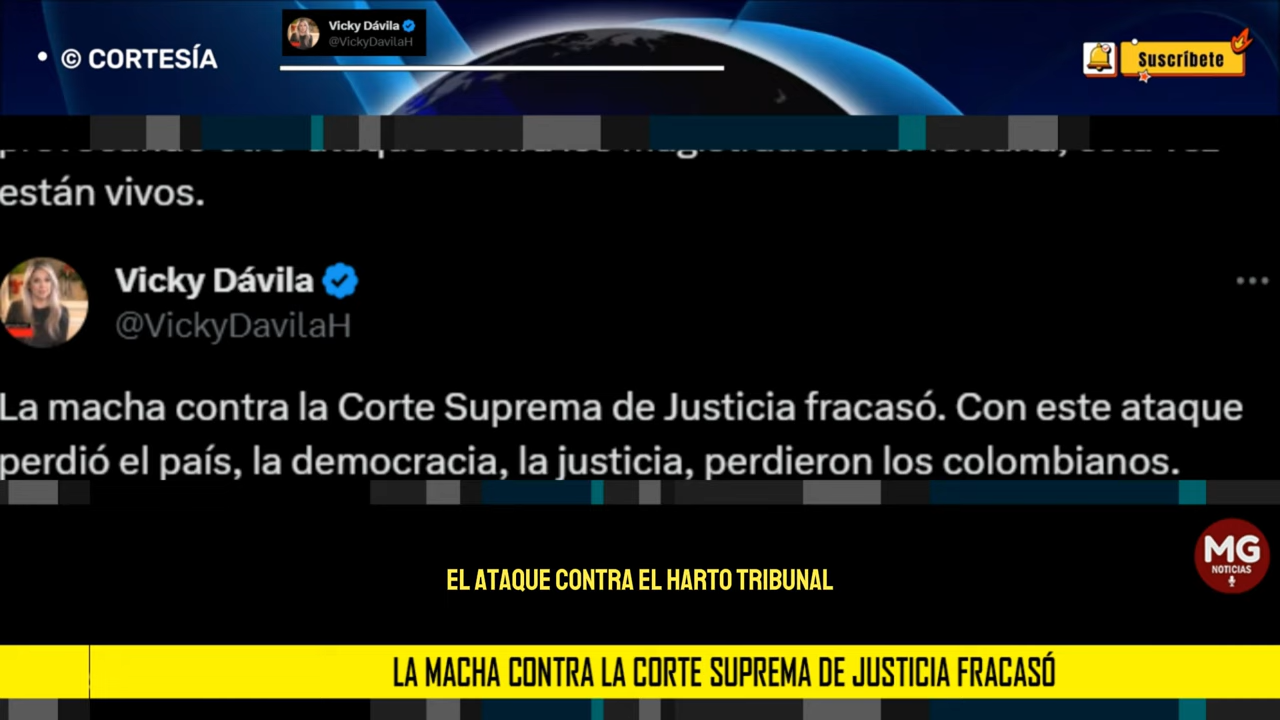 • © CORTESÍA
Vicky Dávila
@VickyDavilaH
Suscríbete
están vivos.
Vicky Dávila
@VickyDavilaH
La macha contra la Corte Suprema de Justicia fracasó. Con este ataque
perdió el país, la democracia, la justicia, perdieron los colombianos.
MG
NOTICIAS
EL ATAQUE CONTRA EL HARTO TRIBUNAL
LA MACHA CONTRA LA CORTE SUPREMA DE JUSTICIA FRACASÓ